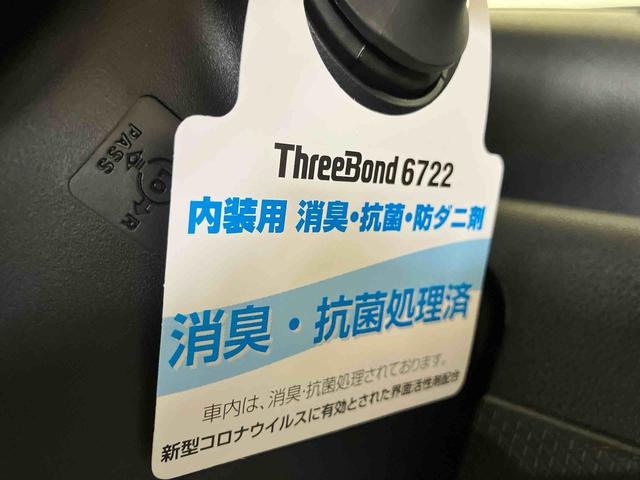 PASS
LO
R
ThreeBond 6722
内装用 消臭・抗菌・防ダニ剤
消臭・抗菌処理済
車内は、消臭・抗菌処理されております。
新型コロナウイルスに有効とされた界面活性剤配合